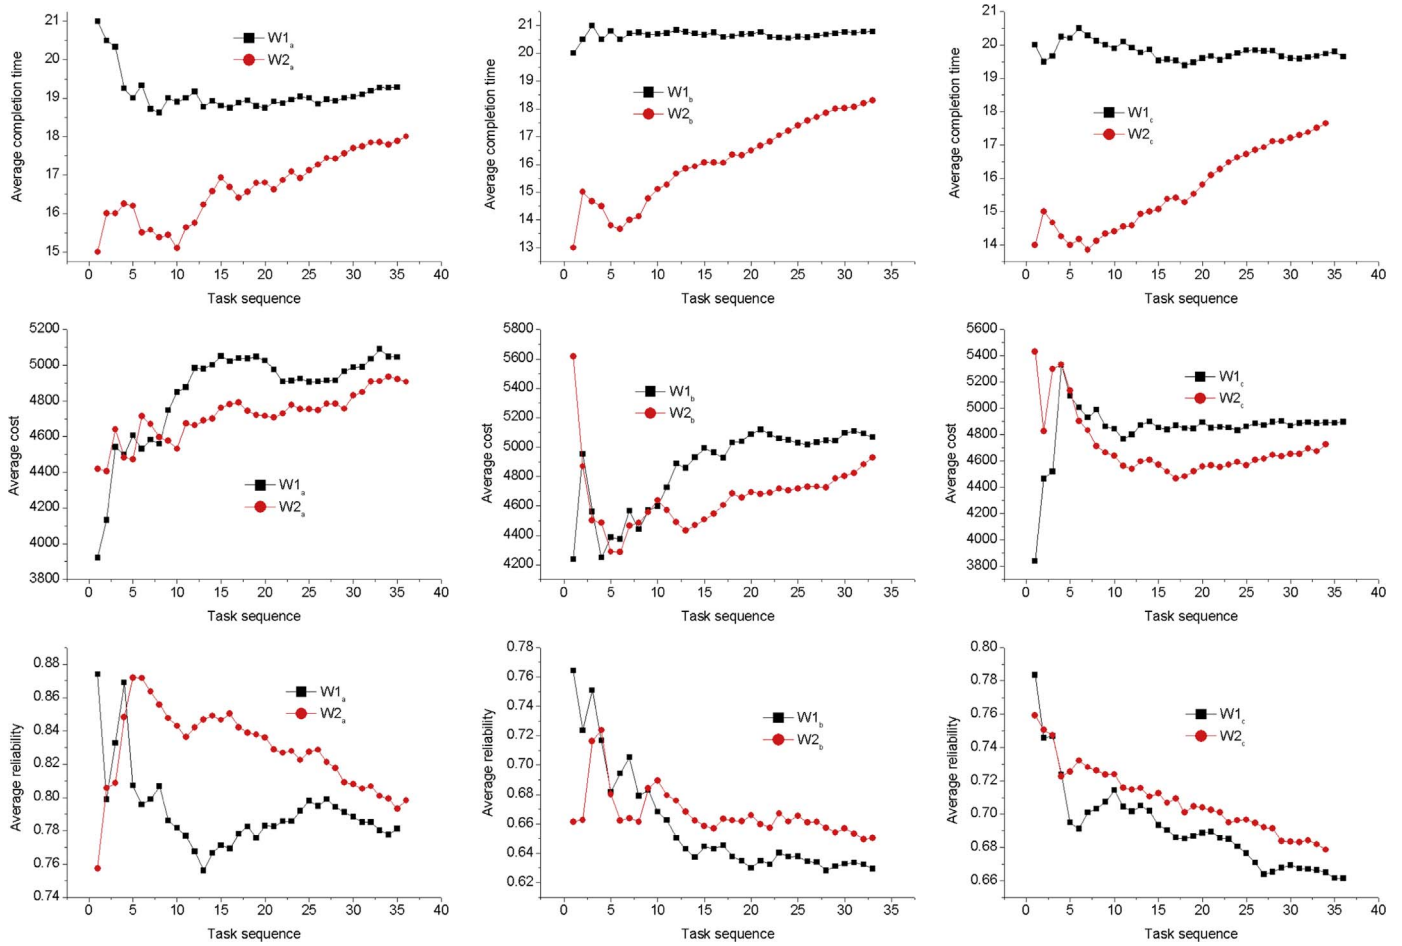 21
20
19
18
17
16
15
Average completion time
W1a
W2a
0 5 10 15 20 25 30 35 40
Task sequence
21
20
19
18
17
16
15
14
13
Average completion time
W1b
W2b
0 5 10 15 20 25 30 35
Task sequence
21
20
19
18
17
16
15
14
Average completion time
W1c
W2c
0 5 10 15 20 25 30 35 40
Task sequence
5200
5000
4800
4600
4400
4200
4000
3800
Average cost
W1a
W2a
0 5 10 15 20 25 30 35 40
Task sequence
5800
5600
5400
5200
5000
4800
4600
4400
4200
Average cost
W1b
W2b
0 5 10 15 20 25 30 35
Task sequence
5600
5400
5200
5000
4800
4600
4400
4200
4000
3800
Average cost
W1c
W2c
0 5 10 15 20 25 30 35 40
Task sequence
0.88
0.86
0.84
0.82
0.80
0.78
0.76
0.74
Average reliability
W1a
W2a
0 5 10 15 20 25 30 35 40
Task sequence
0.78
0.76
0.74
0.72
0.70
0.68
0.66
0.64
0.62
Average reliability
W1b
W2b
0 5 10 15 20 25 30 35
Task sequence
0.80
0.78
0.76
0.74
0.72
0.70
0.68
0.66
Average reliability
W1c
W2c
0 5 10 15 20 25 30 35 40
Task sequence